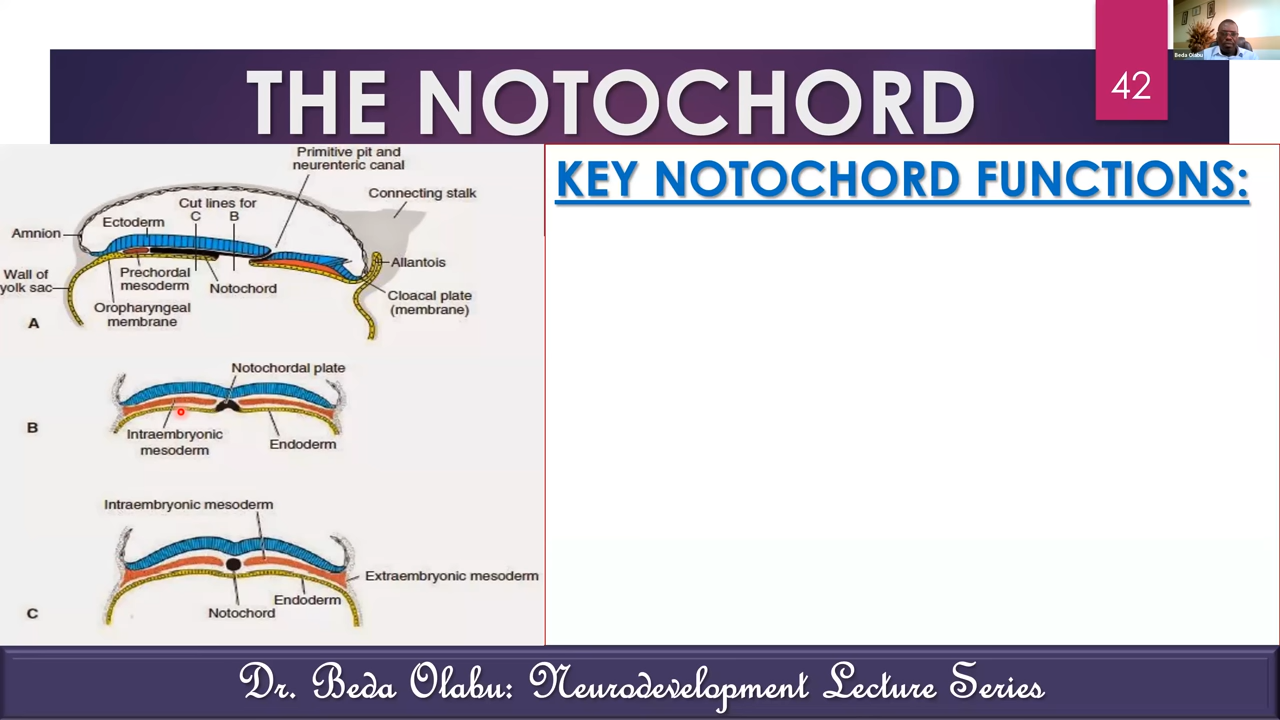 THE NOTOCHORD
42
Beda Olabu
Primitive pit and
neurenteric canal
Connecting stalk
Cut lines for
C B
Ectoderm
Amnion
Allantois
Wall of
yolk sac
Prechordal
mesoderm
Notochord
Cloacal plate
(membrane)
Oropharyngeal
membrane
A
Notochordal plate
B
Intraembryonic
mesoderm
Endoderm
Intraembryonic mesoderm
Extraembryonic mesoderm
Endoderm
Notochord
C
KEY NOTOCHORD FUNCTIONS:
Dr. Beda Olabu: Neurodevelopment Lecture Series